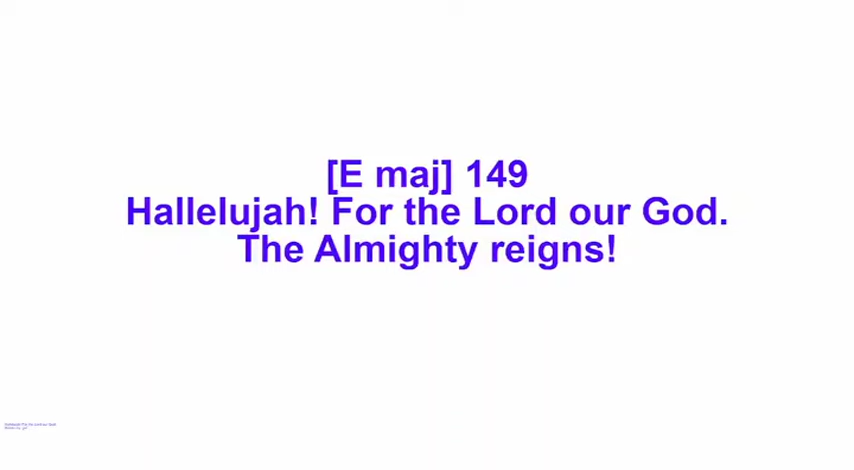 [E maj] 149
Hallelujah! For the Lord our God.
The Almighty reigns!